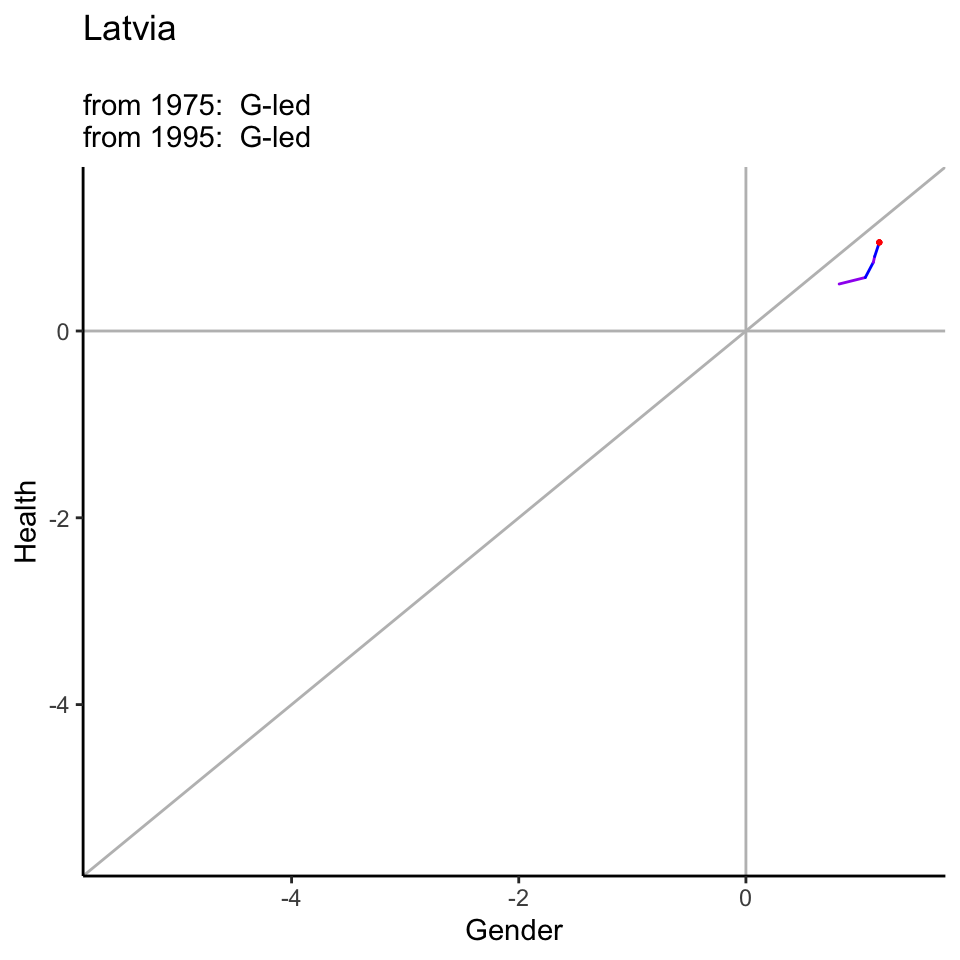 Latvia
from 1975:  G-led
from 1995:  G-led
0
-2
-4
Health
-4
-2
0
Gender